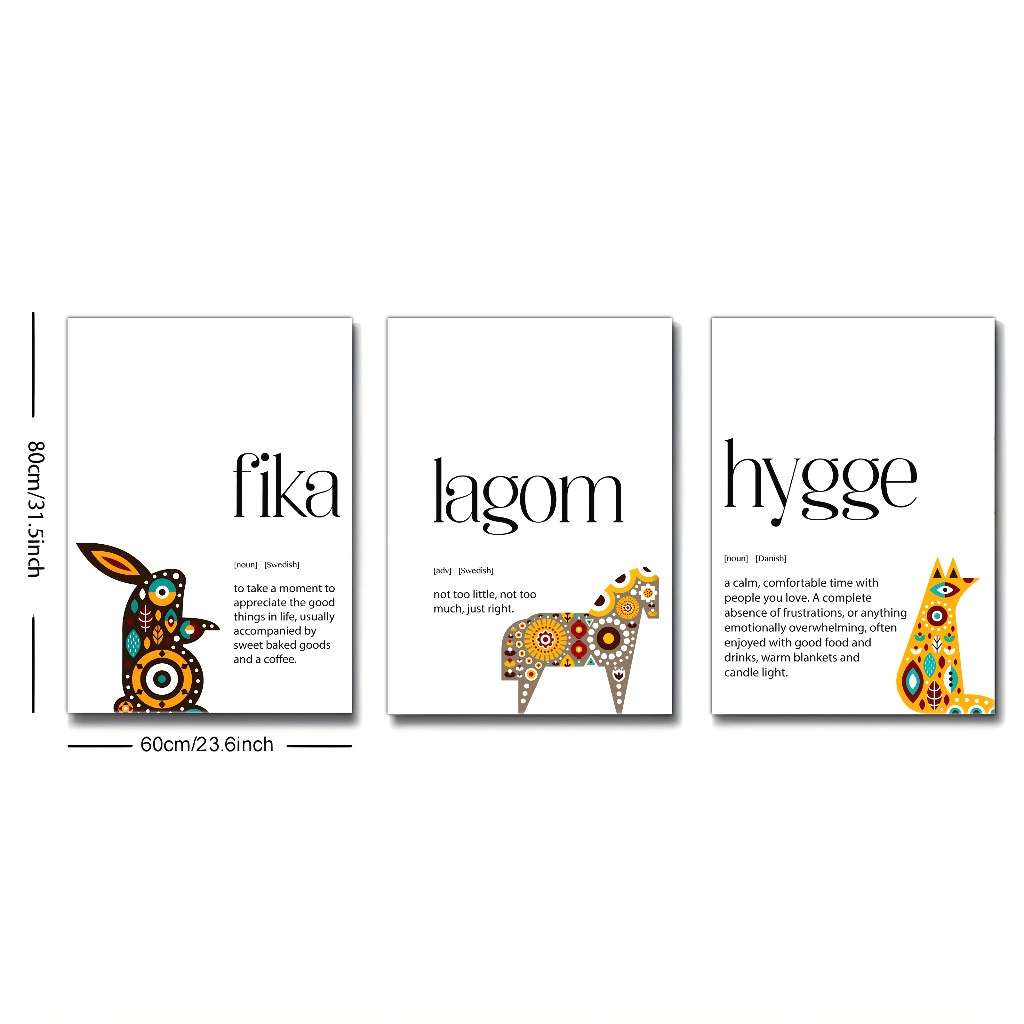 80cm/31.5inch
fika
[noun] [Swedish]
to take a moment to
appreciate the good
things in life, usually
accompanied by
sweet baked goods
and a coffee.
60cm/23.6inch
lagom
[adv] [Swedish]
not too little, not too
much, just right.
hygge
[noun] [Danish]
a calm, comfortable time with
people you love. A complete
absence of frustrations, or anything
emotionally overwhelming, often
enjoyed with good food and
drinks, warm blankets and
candle light.